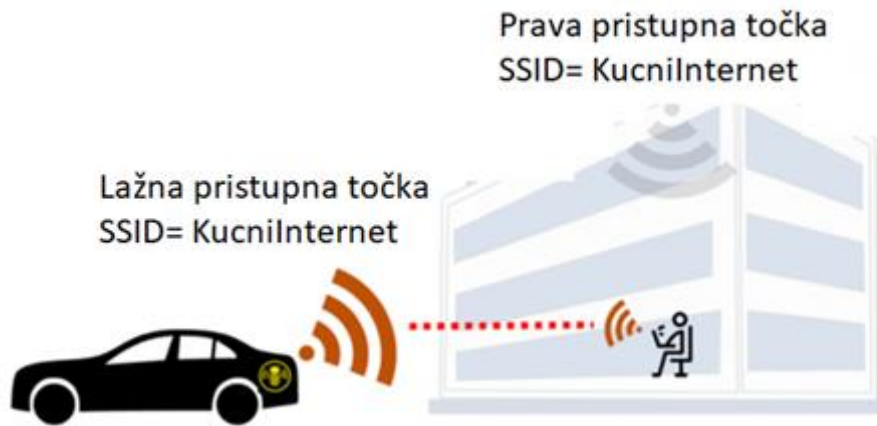 Prava pristupna točka
SSID= KucniInternet
Lažna pristupna točka
SSID= KucniInternet